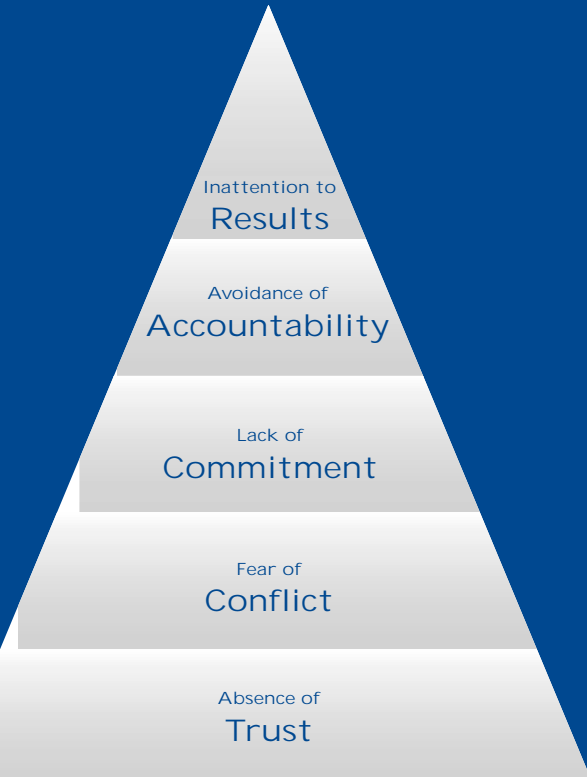 Inattention to
Results
Avoidance of
Accountability
Lack of
Commitment
Fear of
Conflict
Absence of
Trust